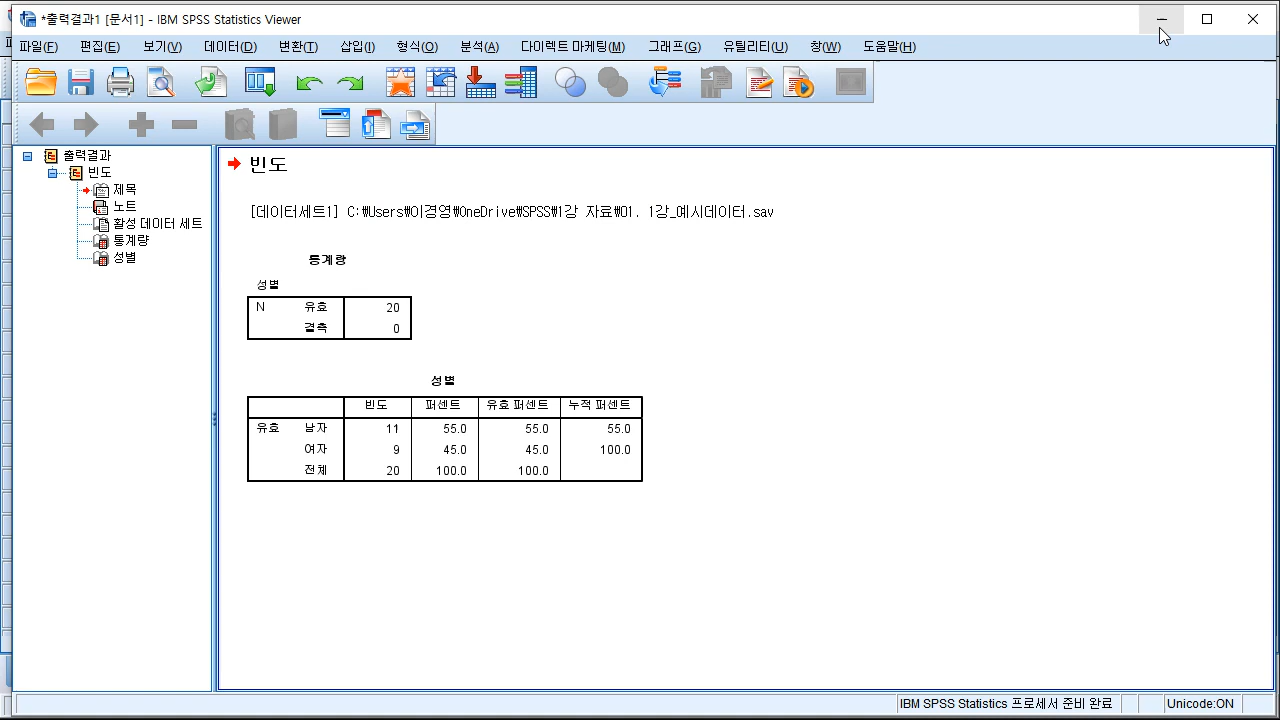 *출력결과1 [문서1] - IBM SPSS Statistics Viewer
파일(F) 편집(E) 보기(V) 데이터(D) 변환(T) 삽입(I) 형식(O) 분석(A) 다이렉트 마케팅(M) 그래프(G) 유틸리티(U) 창(W) 도움말(H)
출력결과
빈도
제목
노트
활성 데이터 세트
통계량
성별
빈도
[데이터세트1] C:\Users\이경영\OneDrive\SPSS\1강 자료\01. 1강_예시데이터.sav
통계량
성별
N 유효 20
결측 0
성별
빈도 퍼센트 유효 퍼센트 누적 퍼센트
유효 남자 11 55.0 55.0 55.0
여자 9 45.0 45.0 100.0
전체 20 100.0 100.0
IBM SPSS Statistics 프로세서 준비 완료 Unicode:ON